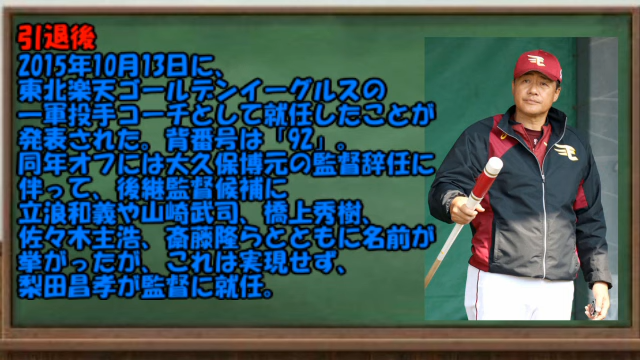 引退後
2015年10月13日に、
東北楽天ゴールデンイーグルスの
一軍投手コーチとして就任したことが
発表された。背番号は「92」。
同年オフには大久保博元の監督辞任に
伴って、後継監督候補に
立浪和義や山崎武司、橋上秀樹、
佐々木主浩、斎藤隆らとともに名前が
挙がったが、これは実現せず、
梨田昌孝が監督に就任。